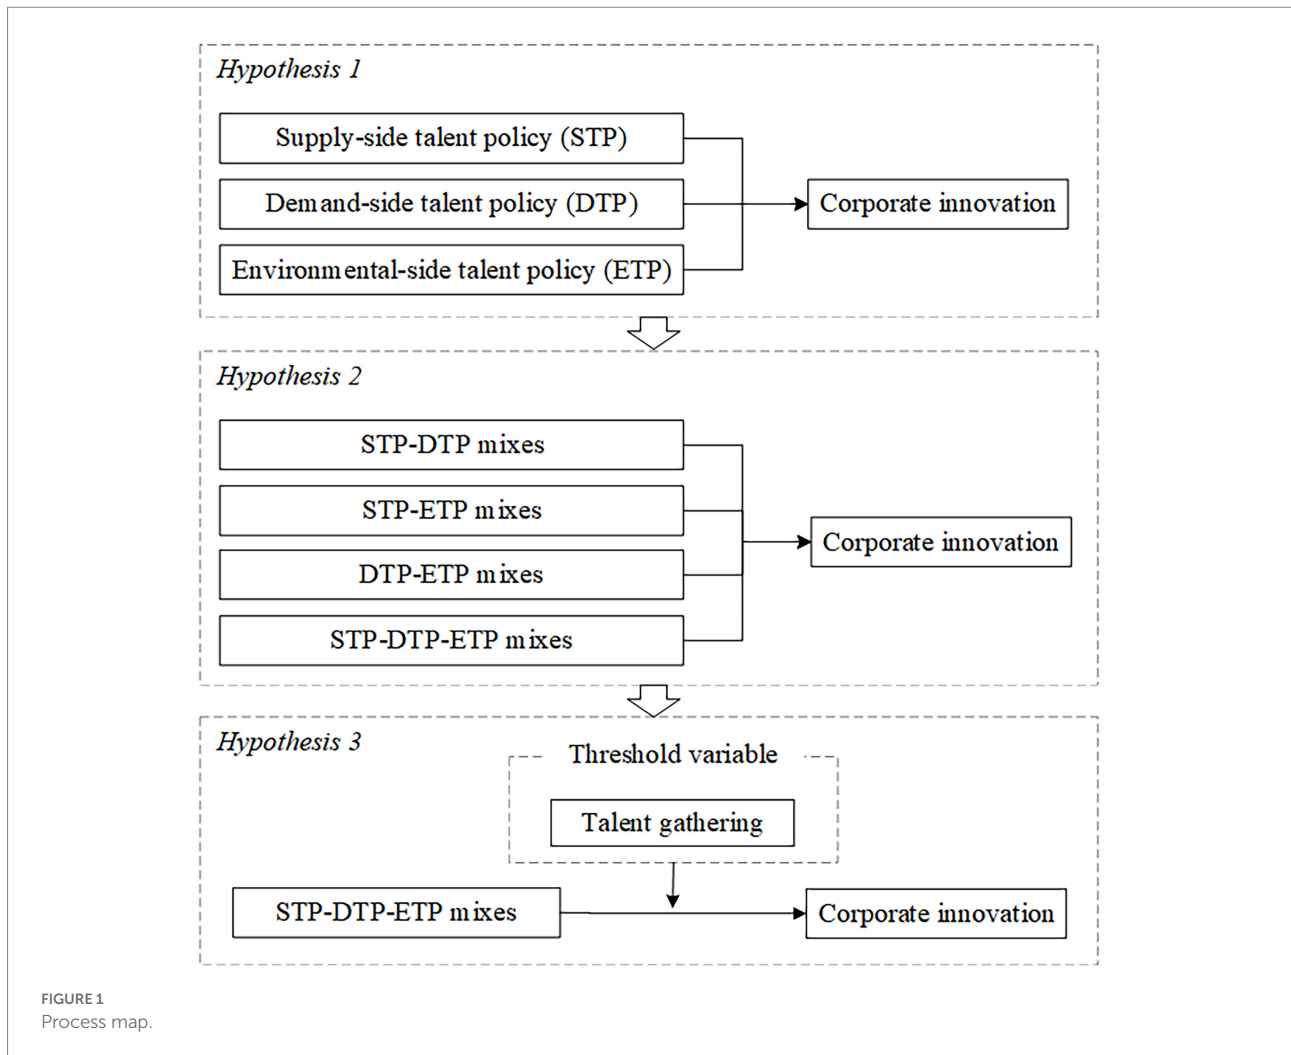 Hypothesis 1
Supply-side talent policy (STP)
Demand-side talent policy (DTP)
Corporate innovation
Environmental-side talent policy (ETP)
Hypothesis 2
STP-DTP mixes
STP-ETP mixes
Corporate innovation
DTP-ETP mixes
STP-DTP-ETP mixes
Hypothesis 3
Threshold variable
Talent gathering
STP-DTP-ETP mixes
Corporate innovation
FIGURE 1
Process map.